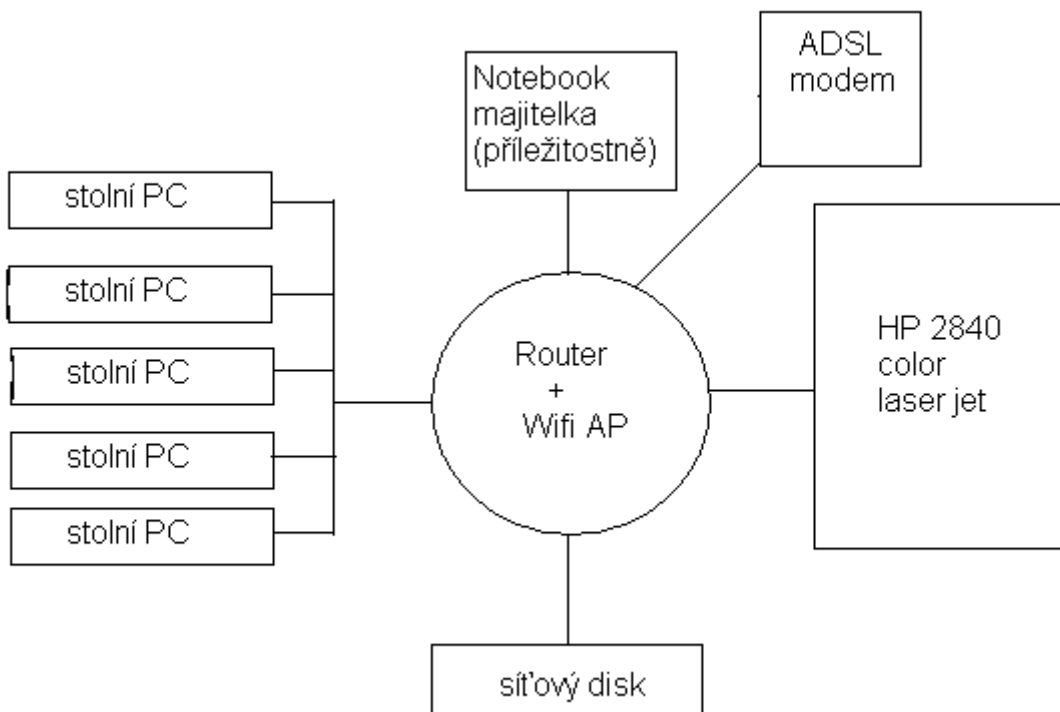 ADSL
modem
Notebook
majitelka
(příležitostně)
stolní PC
stolní PC
stolní PC
stolní PC
stolní PC
Router
+
Wifi AP
HP 2840
color
laser jet
síťový disk